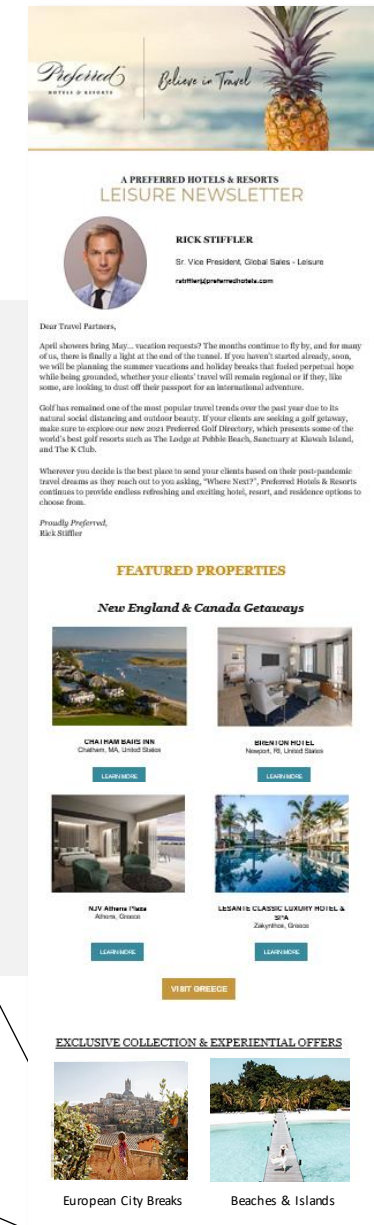 Preferred
HOTELS & RESORTS
Believe in Travel
A PREFERRED HOTELS & RESORTS
LEISURE NEWSLETTER
RICK STIFFLER
Sr. Vice President, Global Sales - Leisure
rstiffler@preferredhotels.com
Dear Travel Partners,
April showers bring May... vacation requests? The months continue to fly by, and for many
of us, there is finally a light at the end of the tunnel. If you haven't started already, soon,
we will be planning the summer vacations and holiday breaks that fueled perpetual hope
while being grounded, whether your clients' travel will remain regional or if they, like
some, are looking to dust off their passport for an international adventure.
Golf has remained one of the most popular travel trends over the past year due to its
natural social distancing and outdoor beauty. If your clients are seeking a golf getaway,
make sure to explore our new 2021 Preferred Golf Directory, which presents some of the
world's best golf resorts such as The Lodge at Pebble Beach, Sanctuary at Kiawah Island,
and The K Club.
Wherever you decide is the best place to send your clients based on their post-pandemic
travel dreams as they reach out to you asking, "Where Next?", Preferred Hotels & Resorts
continues to provide endless refreshing and exciting hotel, resort, and residence options to
choose from.
Proudly Preferred,
Rick Stiffler
FEATURED PROPERTIES
New England & Canada Getaways
CHATHAM BARS INN
Chatham, MA, United States
LEARN MORE
BRENTON HOTEL
Newport, RI, United States
LEARN MORE
NJV Athens Plaza
Athens, Greece
LEARN MORE
LESANTE CLASSIC LUXURY HOTEL &
SPA
Zakynthos, Greece
LEARN MORE
VISIT GREECE
EXCLUSIVE COLLECTION & EXPERIENTIAL OFFERS
European City Breaks
Beaches & Islands